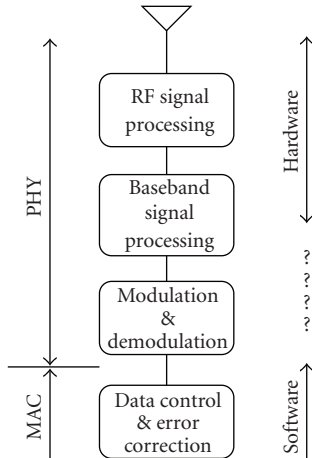 RF signal
processing
Baseband
signal
processing
Modulation
&
demodulation
Data control
& error
correction
PHY
MAC
Hardware
? ? ? ?
Software